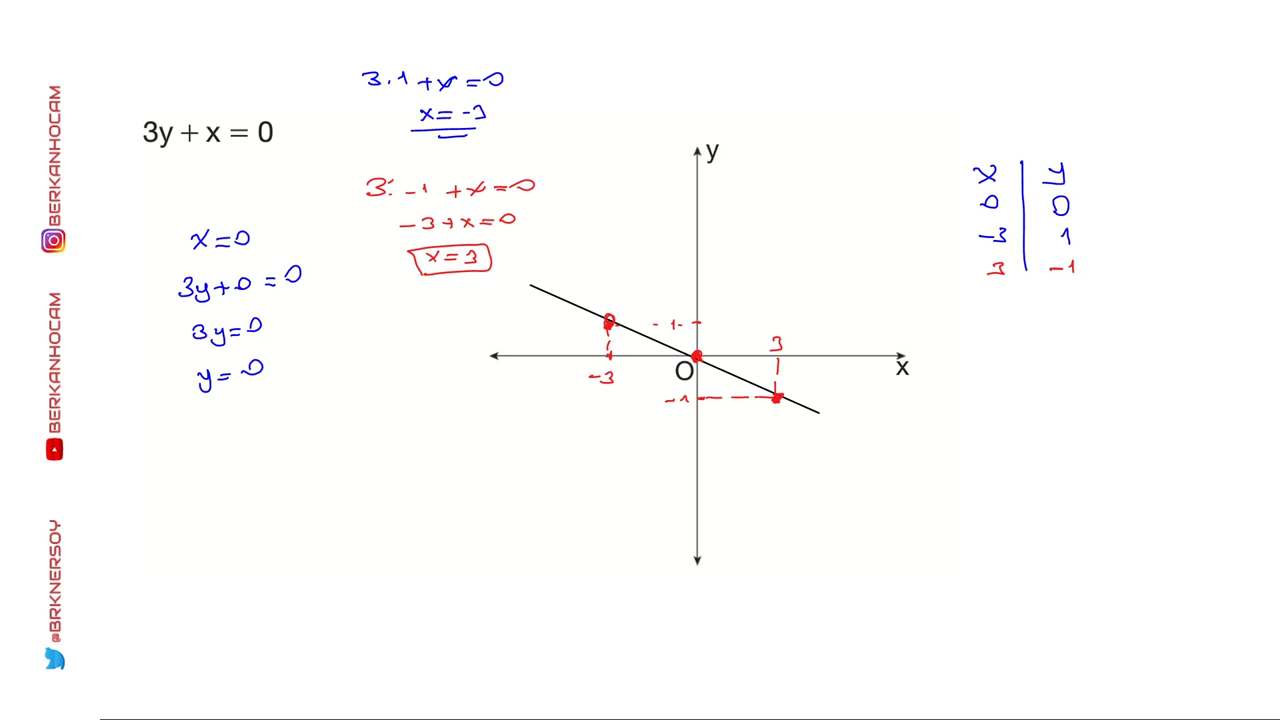 BERKANHOCAM
BERKANHOCAM
@BRKNERSOY
3y + x = 0
x=0
3y+0=0
3y=0
y=0
3.1+x=0
x=-3
3.-1+x=0
-3+x=0
x=3
y
x
O
-3
1
3
-1
x y
0 0
-3 1
3 -1